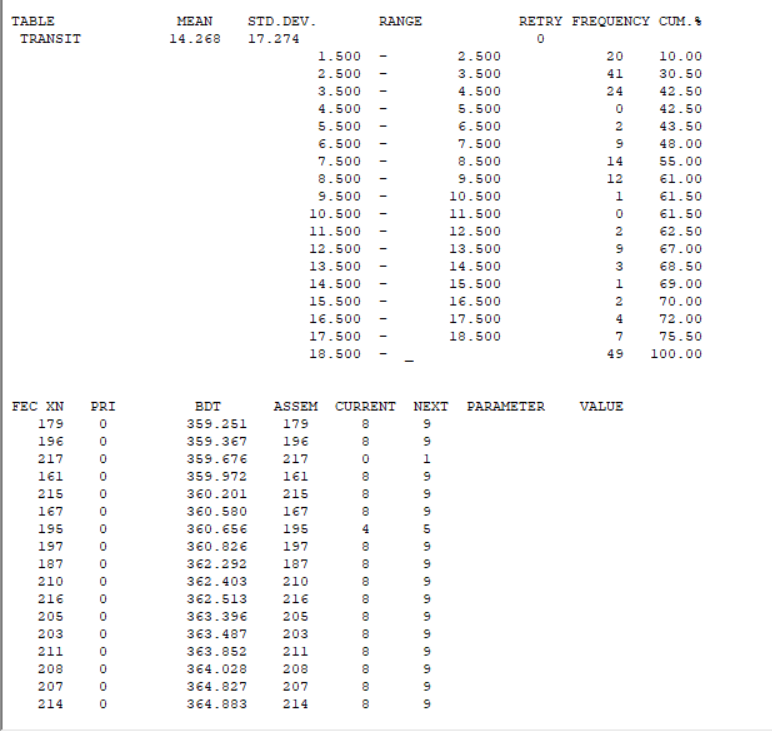 TABLE MEAN STD.DEV. RANGE RETRY FREQUENCY CUM.%
TRANSIT 14.268 17.274 0
1.500 - 2.500 20 10.00
2.500 - 3.500 41 30.50
3.500 - 4.500 24 42.50
4.500 - 5.500 0 42.50
5.500 - 6.500 2 43.50
6.500 - 7.500 9 48.00
7.500 - 8.500 14 55.00
8.500 - 9.500 12 61.00
9.500 - 10.500 1 61.50
10.500 - 11.500 0 61.50
11.500 - 12.500 2 62.50
12.500 - 13.500 9 67.00
13.500 - 14.500 3 68.50
14.500 - 15.500 1 69.00
15.500 - 16.500 2 70.00
16.500 - 17.500 4 72.00
17.500 - 18.500 7 75.50
18.500 - _ 49 100.00
FEC XN PRI BDT ASSEM CURRENT NEXT PARAMETER VALUE
179 0 359.251 179 8 9
196 0 359.367 196 8 9
217 0 359.676 217 0 1
161 0 359.972 161 8 9
215 0 360.201 215 8 9
167 0 360.580 167 8 9
195 0 360.656 195 4 5
197 0 360.826 197 8 9
187 0 362.292 187 8 9
210 0 362.403 210 8 9
216 0 362.513 216 8 9
205 0 363.396 205 8 9
203 0 363.487 203 8 9
211 0 363.852 211 8 9
208 0 364.028 208 8 9
207 0 364.827 207 8 9
214 0 364.883 214 8 9